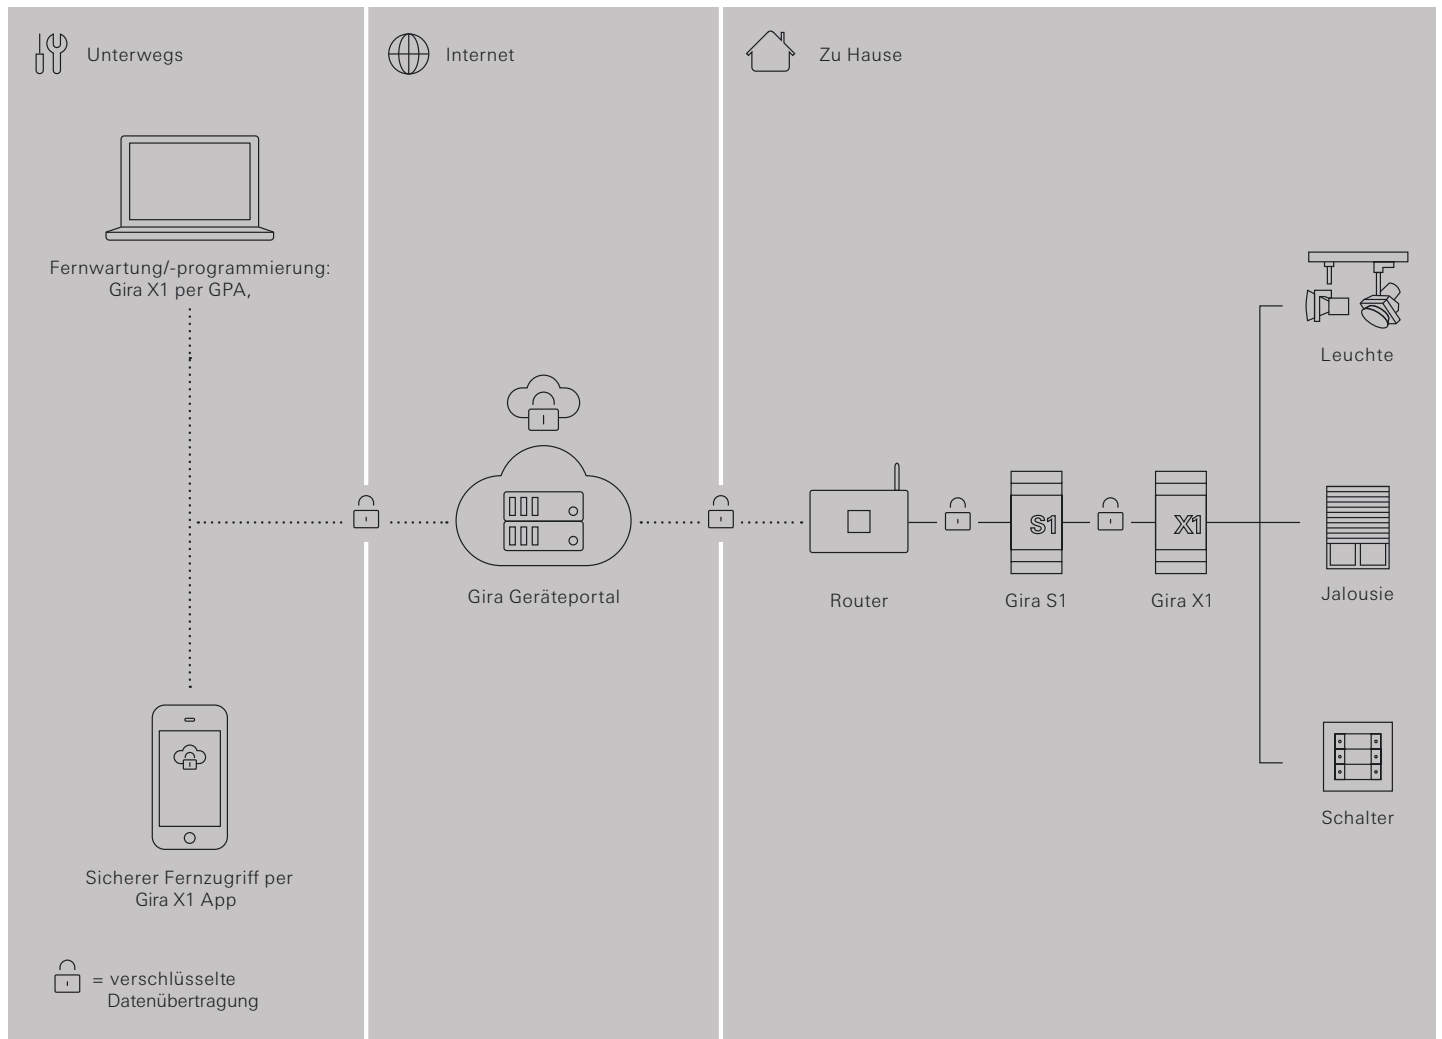 Unterwegs
Internet
Zu Hause
Fernwartung/-programmierung:
Gira X1 per GPA,
Leuchte
S1
X1
Gira Geräteportal
Router
Gira S1
Gira X1
Jalousie
Schalter
Sicherer Fernzugriff per
Gira X1 App
= verschlüsselte
Datenübertragung